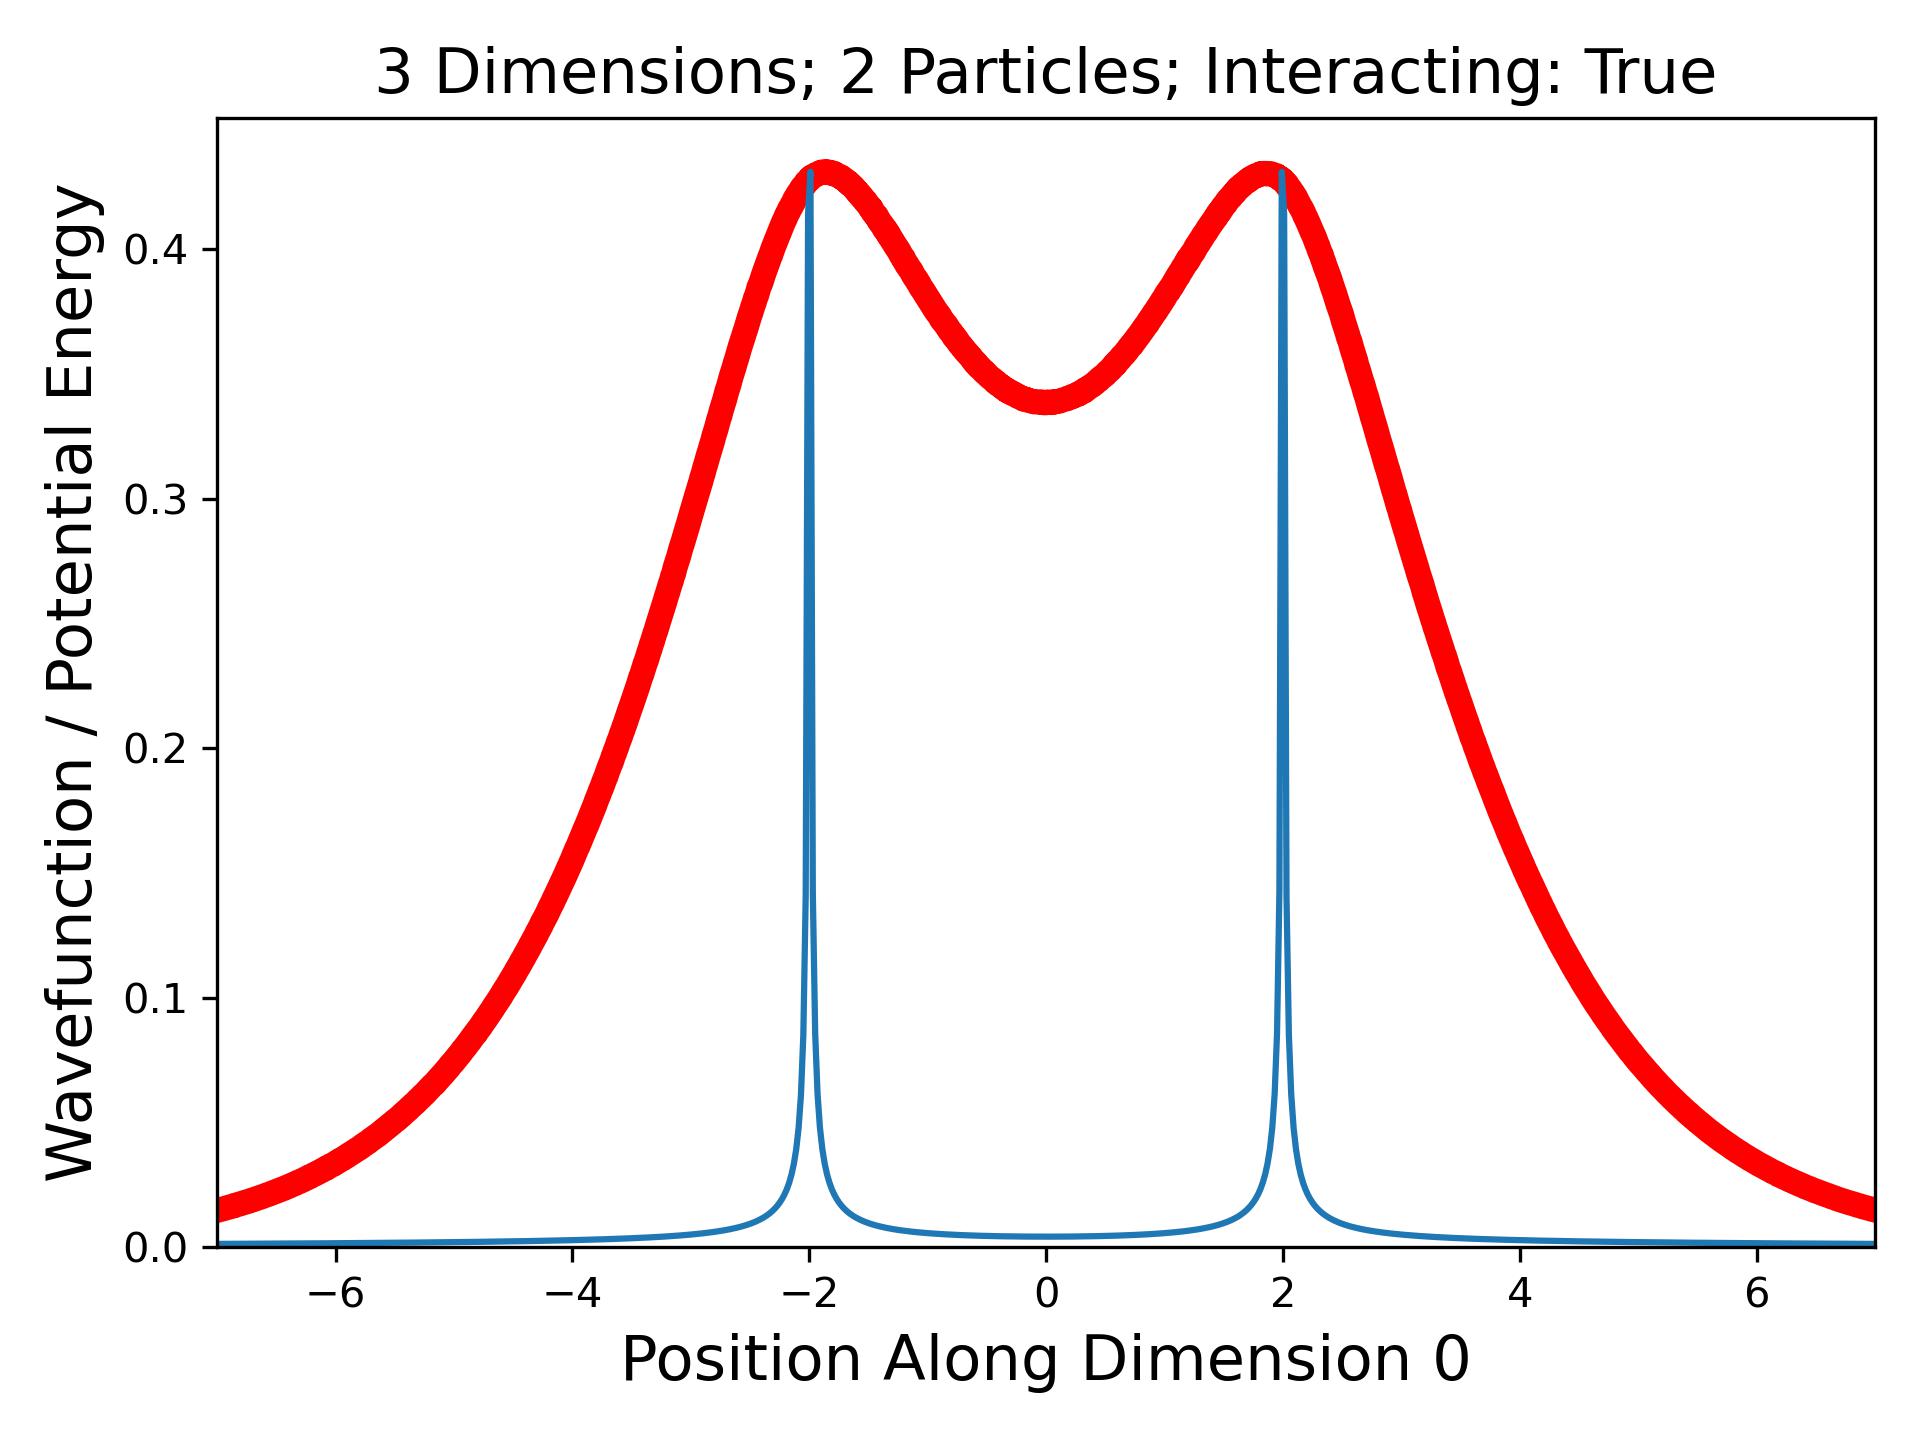 3 Dimensions; 2 Particles; Interacting: True
Wavefunction / Potential Energy
0.4
0.3
0.2
0.1
0.0
−6 −4 −2 0 2 4 6
Position Along Dimension 0